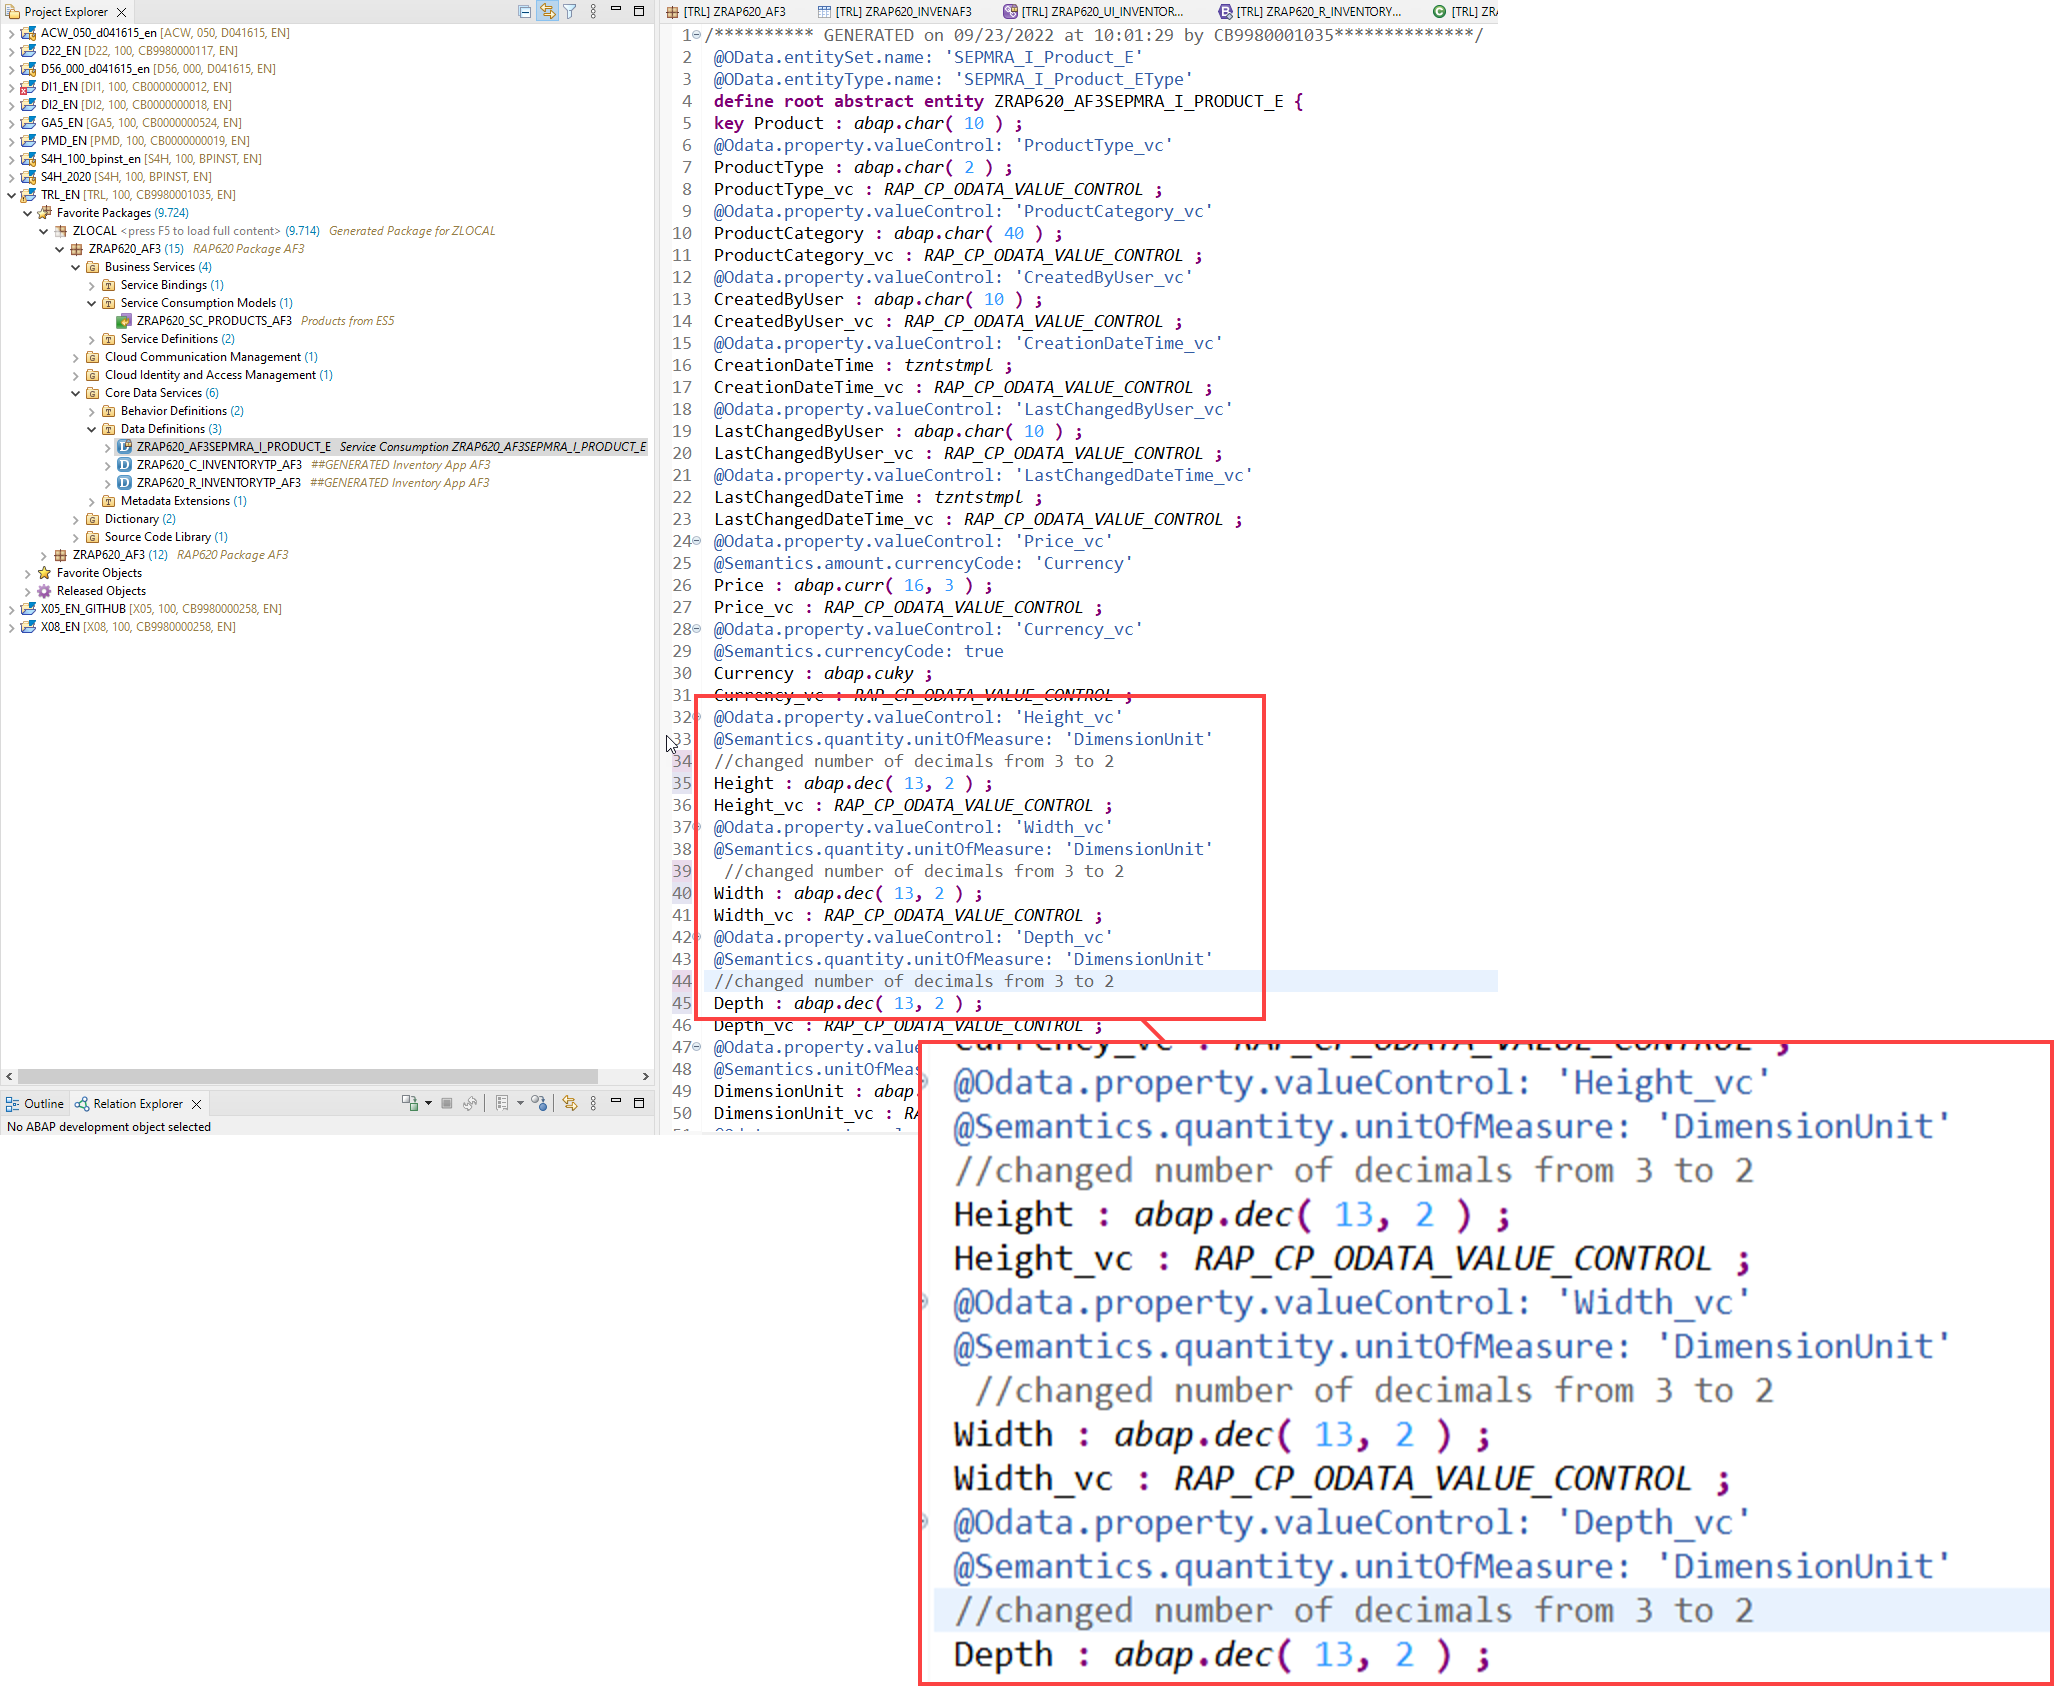 Project Explorer
ACW_050_d041615_en [ACW, 050, D041615, EN]
D22_EN [D22, 100, CB9980000117, EN]
D56_000_d041615_en [D56, 000, D041615, EN]
DI1_EN [DI1, 100, CB0000000012, EN]
DI2_EN [DI2, 100, CB0000000018, EN]
GA5_EN [GA5, 100, CB0000000524, EN]
PMD_EN [PMD, 100, CB0000000019, EN]
S4H_100_bpinst_en [S4H, 100, BPINST, EN]
S4H_2020 [S4H, 100, BPINST, EN]
TRL_EN [TRL, 100, CB9980001035, EN]
Favorite Packages (9.724)
ZLOCAL <press F5 to load full content> (9.714) Generated Package for ZLOCAL
ZRAP620_AF3 (15) RAP620 Package AF3
Business Services (4)
Service Bindings (1)
Service Consumption Models (1)
ZRAP620_SC_PRODUCTS_AF3 Products from ES5
Service Definitions (2)
Cloud Communication Management (1)
Cloud Identity and Access Management (1)
Core Data Services (6)
Behavior Definitions (2)
Data Definitions (3)
ZRAP620_AF3SEPMRA_I_PRODUCT_E Service Consumption ZRAP620_AF3SEPMRA_I_PRODUCT_E
ZRAP620_C_INVENTORYTP_AF3 ##GENERATED Inventory App AF3
ZRAP620_R_INVENTORYTP_AF3 ##GENERATED Inventory App AF3
Metadata Extensions (1)
Dictionary (2)
Source Code Library (1)
ZRAP620_AF3 (12) RAP620 Package AF3
Favorite Objects
Released Objects
X05_EN_GITHUB [X05, 100, CB9980000258, EN]
X08_EN [X08, 100, CB9980000258, EN]
Outline Relation Explorer
No ABAP development object selected
[TRL] ZRAP620_AF3 [TRL] ZRAP620_INVENAF3 [TRL] ZRAP620_UI_INVENTOR... [TRL] ZRAP620_R_INVENTORY... [TRL] ZRA
1 /********** GENERATED on 09/23/2022 at 10:01:29 by CB9980001035**************/
2 @OData.entitySet.name: 'SEPMRA_I_Product_E'
3 @OData.entityType.name: 'SEPMRA_I_Product_EType'
4 define root abstract entity ZRAP620_AF3SEPMRA_I_PRODUCT_E {
5 key Product : abap.char( 10 ) ;
6 @Odata.property.valueControl: 'ProductType_vc'
7 ProductType : abap.char( 2 ) ;
8 ProductType_vc : RAP_CP_ODATA_VALUE_CONTROL ;
9 @Odata.property.valueControl: 'ProductCategory_vc'
10 ProductCategory : abap.char( 40 ) ;
11 ProductCategory_vc : RAP_CP_ODATA_VALUE_CONTROL ;
12 @Odata.property.valueControl: 'CreatedByUser_vc'
13 CreatedByUser : abap.char( 10 ) ;
14 CreatedByUser_vc : RAP_CP_ODATA_VALUE_CONTROL ;
15 @Odata.property.valueControl: 'CreationDateTime_vc'
16 CreationDateTime : tzntstmpl ;
17 CreationDateTime_vc : RAP_CP_ODATA_VALUE_CONTROL ;
18 @Odata.property.valueControl: 'LastChangedByUser_vc'
19 LastChangedByUser : abap.char( 10 ) ;
20 LastChangedByUser_vc : RAP_CP_ODATA_VALUE_CONTROL ;
21 @Odata.property.valueControl: 'LastChangedDateTime_vc'
22 LastChangedDateTime : tzntstmpl ;
23 LastChangedDateTime_vc : RAP_CP_ODATA_VALUE_CONTROL ;
24 @Odata.property.valueControl: 'Price_vc'
25 @Semantics.amount.currencyCode: 'Currency'
26 Price : abap.curr( 16, 3 ) ;
27 Price_vc : RAP_CP_ODATA_VALUE_CONTROL ;
28 @Odata.property.valueControl: 'Currency_vc'
29 @Semantics.currencyCode: true
30 Currency : abap.cuky ;
31 Currency_vc : RAP_CP_ODATA_VALUE_CONTROL ;
32 @Odata.property.valueControl: 'Height_vc'
33 @Semantics.quantity.unitOfMeasure: 'DimensionUnit'
34 //changed number of decimals from 3 to 2
35 Height : abap.dec( 13, 2 ) ;
36 Height_vc : RAP_CP_ODATA_VALUE_CONTROL ;
37 @Odata.property.valueControl: 'Width_vc'
38 @Semantics.quantity.unitOfMeasure: 'DimensionUnit'
39 //changed number of decimals from 3 to 2
40 Width : abap.dec( 13, 2 ) ;
41 Width_vc : RAP_CP_ODATA_VALUE_CONTROL ;
42 @Odata.property.valueControl: 'Depth_vc'
43 @Semantics.quantity.unitOfMeasure: 'DimensionUnit'
44 //changed number of decimals from 3 to 2
45 Depth : abap.dec( 13, 2 ) ;
46 Depth_vc : RAP_CP_ODATA_VALUE_CONTROL ;
47 @Odata.property.value
48 @Semantics.unitOfMeas
49 DimensionUnit : abap.
50 DimensionUnit_vc : RA
Currency_vc : RAP_CP_ODATA_VALUE_CONTROL ;
@Odata.property.valueControl: 'Height_vc'
@Semantics.quantity.unitOfMeasure: 'DimensionUnit'
//changed number of decimals from 3 to 2
Height : abap.dec( 13, 2 ) ;
Height_vc : RAP_CP_ODATA_VALUE_CONTROL ;
@Odata.property.valueControl: 'Width_vc'
@Semantics.quantity.unitOfMeasure: 'DimensionUnit'
//changed number of decimals from 3 to 2
Width : abap.dec( 13, 2 ) ;
Width_vc : RAP_CP_ODATA_VALUE_CONTROL ;
@Odata.property.valueControl: 'Depth_vc'
@Semantics.quantity.unitOfMeasure: 'DimensionUnit'
//changed number of decimals from 3 to 2
Depth : abap.dec( 13, 2 ) ;